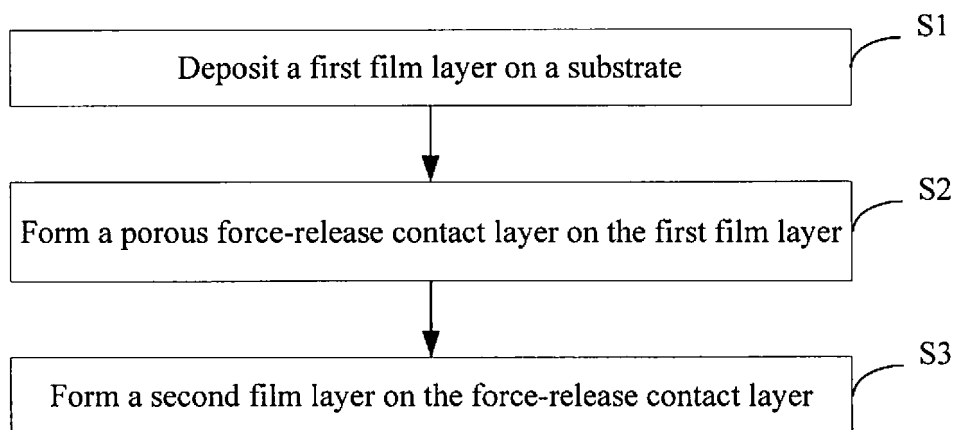 S1
Deposit a first film layer on a substrate
S2
Form a porous force-release contact layer on the first film layer
S3
Form a second film layer on the force-release contact layer